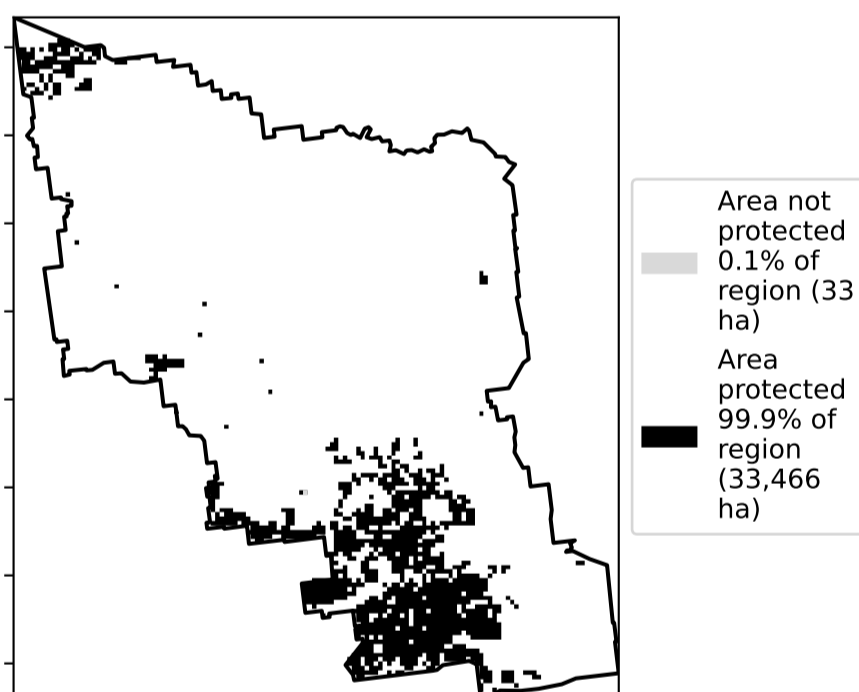 Area not
protected
0.1% of
region (33
ha)
Area
protected
99.9% of
region
(33,466
ha)